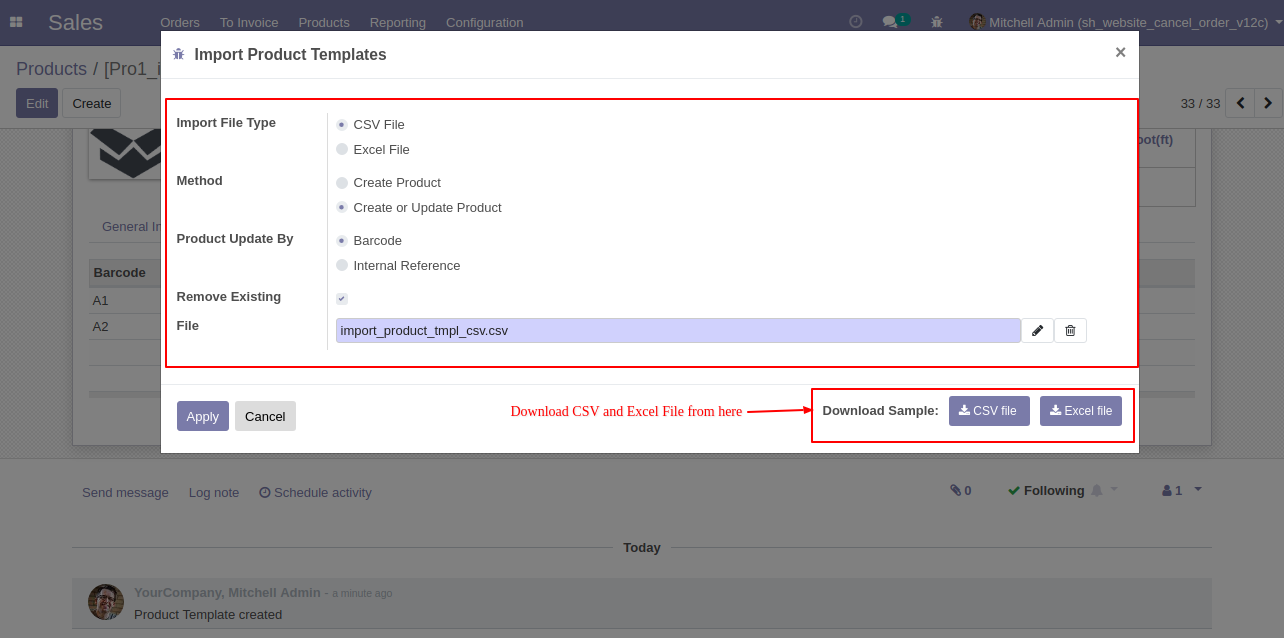 Sales Orders To Invoice Products Reporting Configuration 1 Mitchell Admin (sh_website_cancel_order_v12c)
Import Product Templates ×
Products / [Pro1_i
Edit Create 33 / 33
Import File Type CSV File
Excel File
oot(ft)
Method Create Product
Create or Update Product
General In
Product Update By Barcode
Internal Reference
Barcode
Remove Existing
A1
File import_product_tmpl_csv.csv
A2
Apply Cancel Download CSV and Excel File from here Download Sample: CSV file Excel file
Send message Log note Schedule activity 0 Following 1
Today
YourCompany, Mitchell Admin - a minute ago
Product Template created